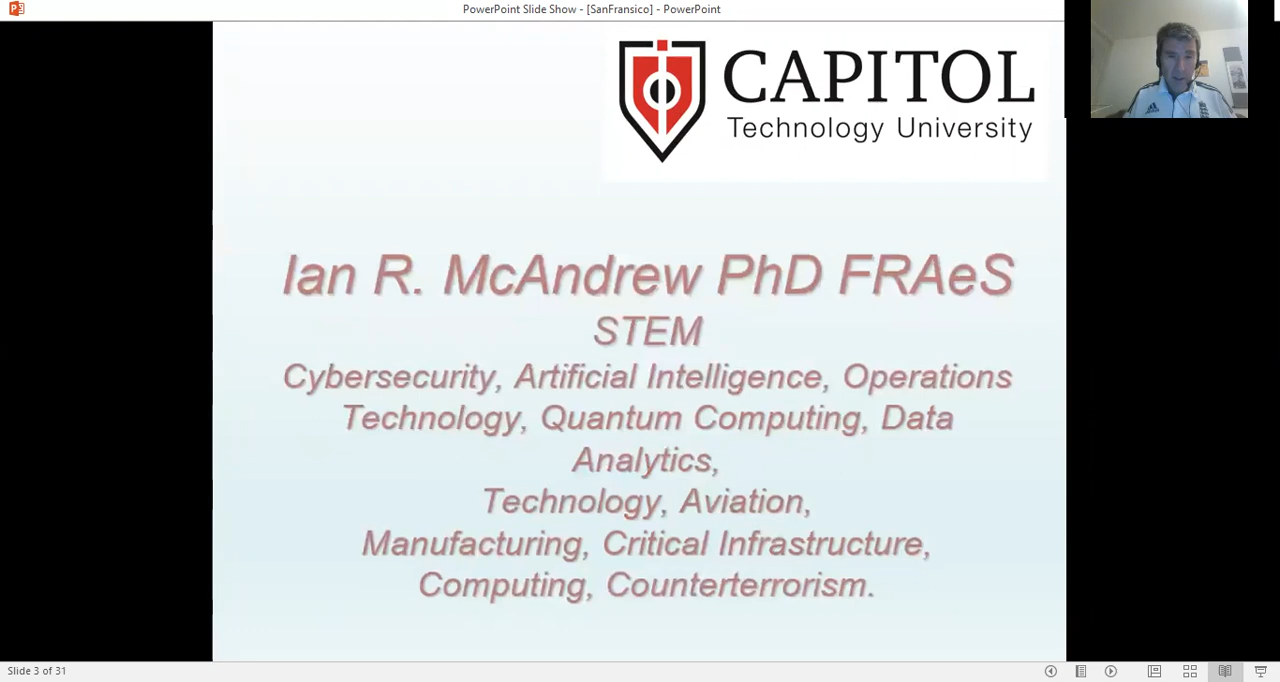 PowerPoint Slide Show - [SanFransico] - PowerPoint
CAPITOL
Technology University
Ian R. McAndrew PhD FRAeS
STEM
Cybersecurity, Artificial Intelligence, Operations
Technology, Quantum Computing, Data
Analytics,
Technology, Aviation,
Manufacturing, Critical Infrastructure,
Computing, Counterterrorism.
Slide 3 of 31